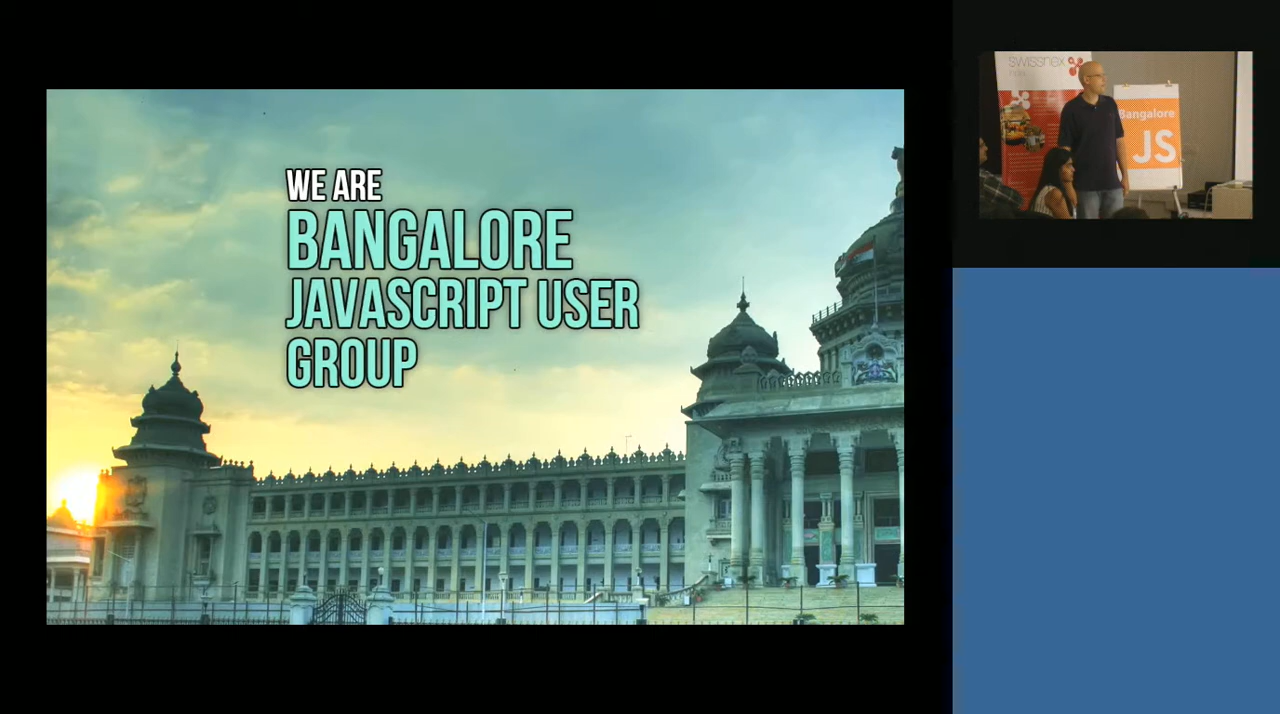 WE ARE
BANGALORE
JAVASCRIPT USER
GROUP
swissnex
Bangalore
JS